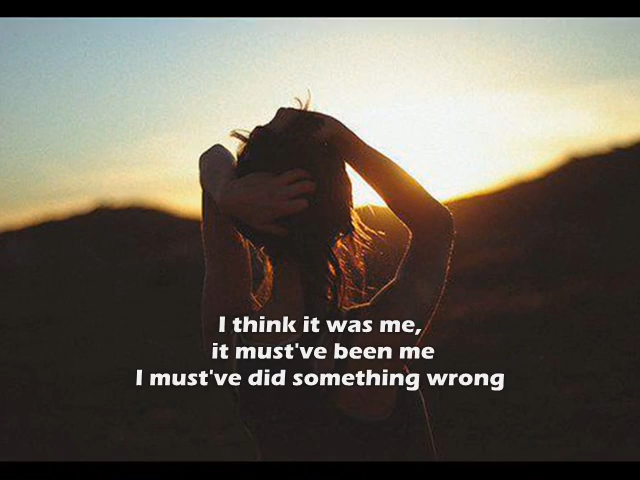 I think it was me,
it must've been me
I must've did something wrong